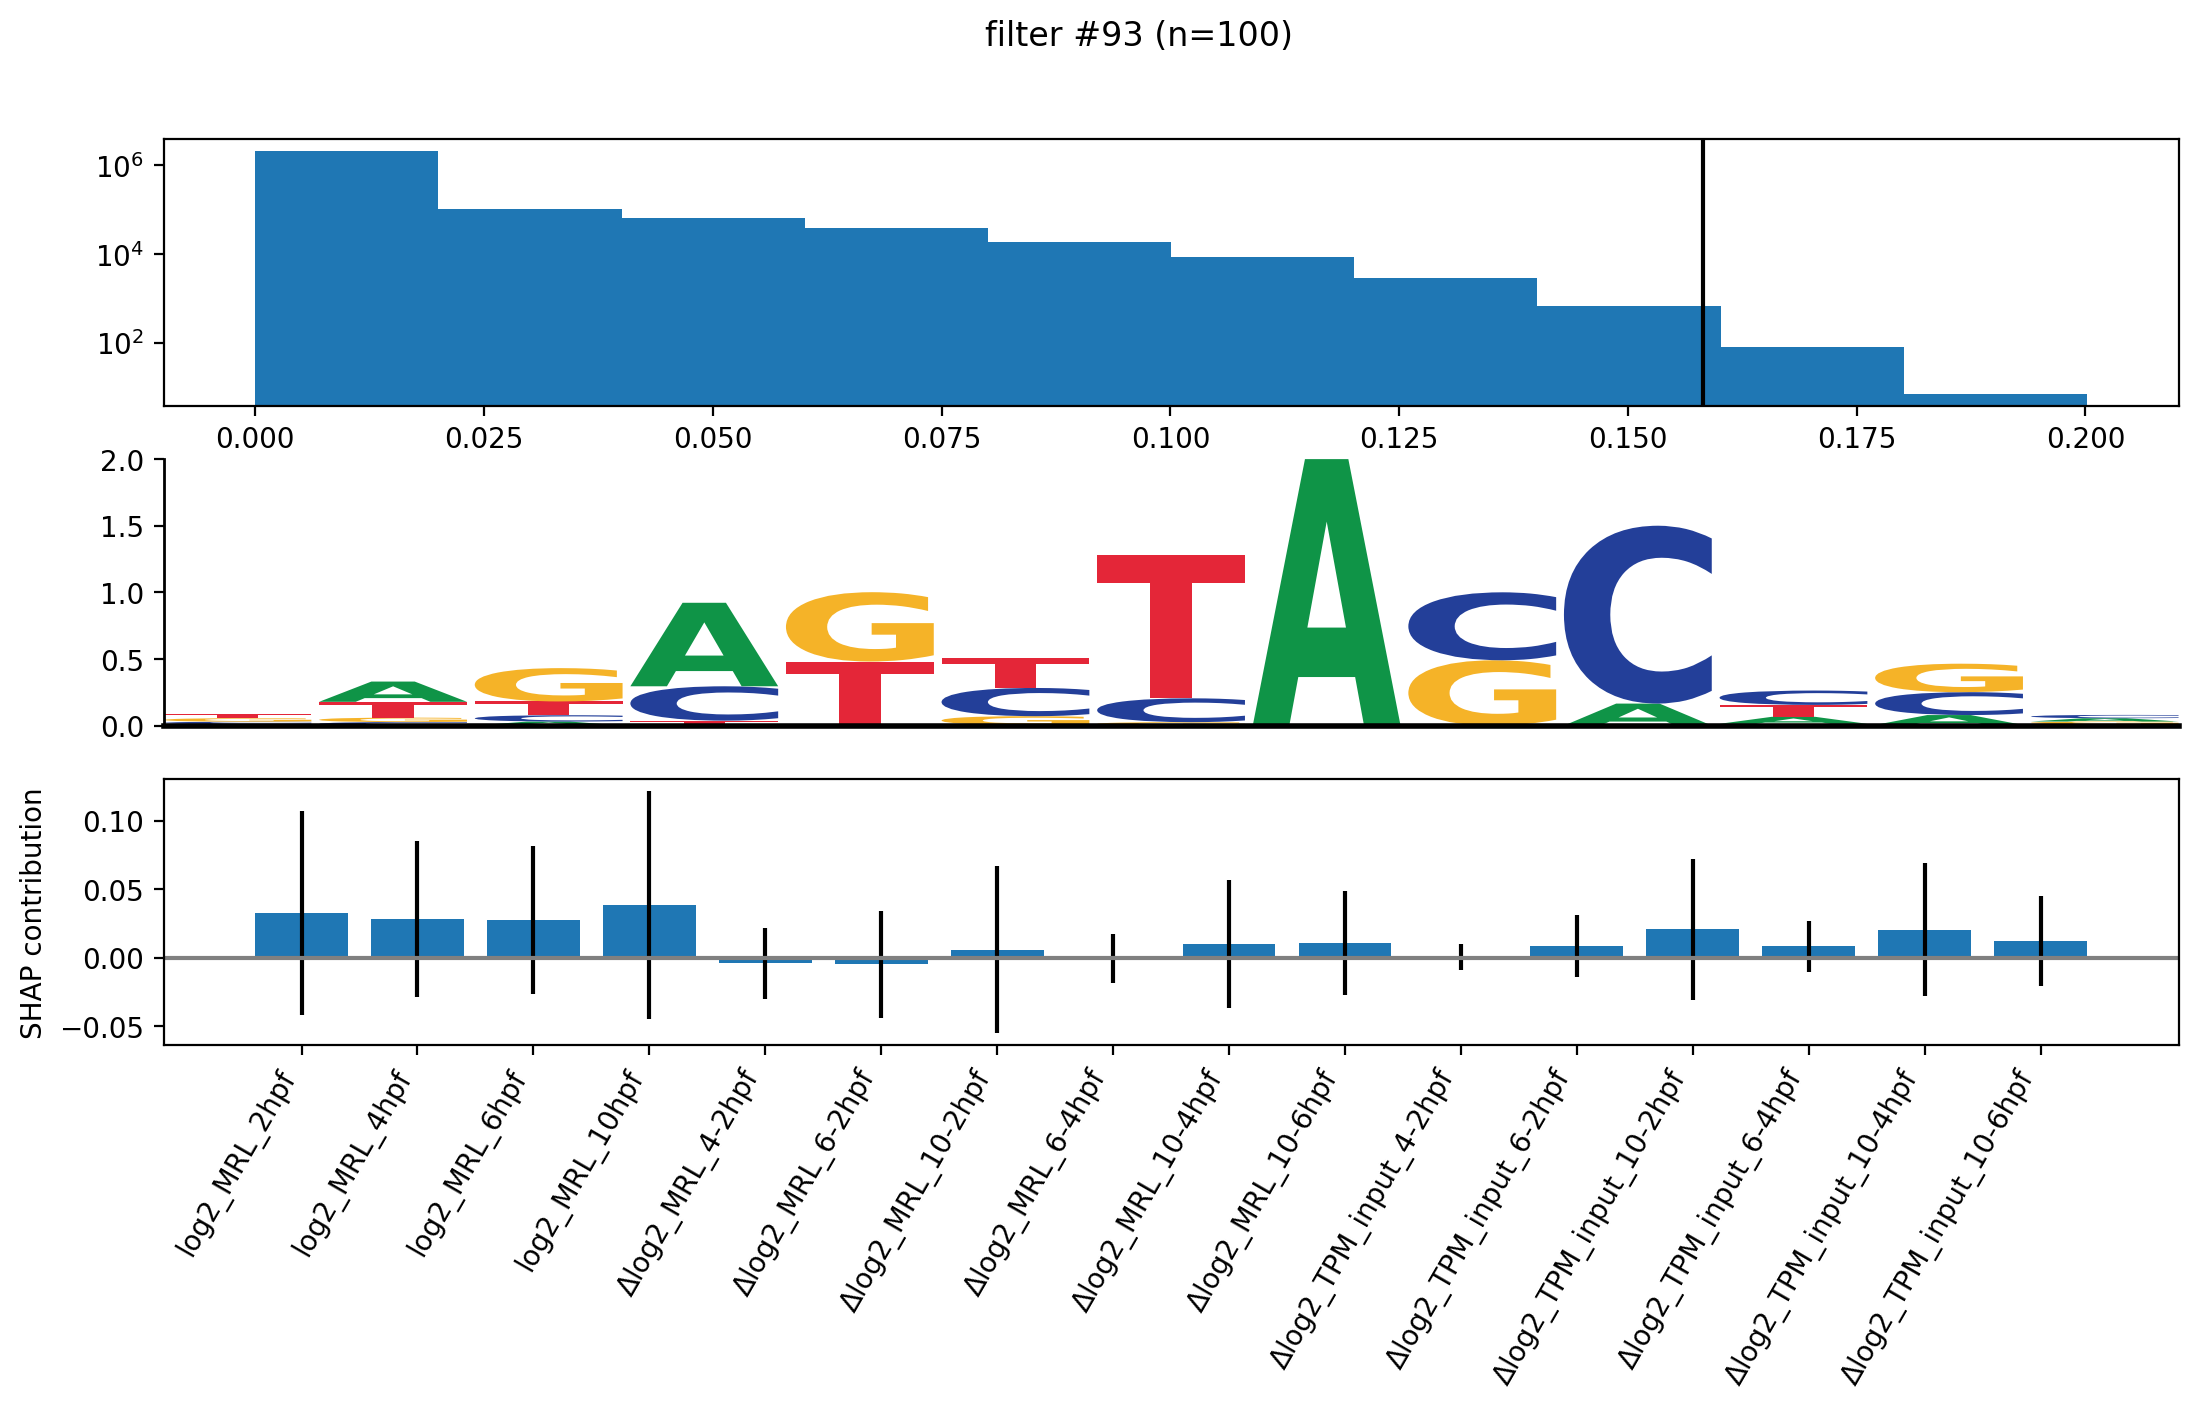 filter #93 (n=100)
10⁶
10⁴
10²
0.000 0.025 0.050 0.075 0.100 0.125 0.150 0.175 0.200
2.0
1.5
1.0
0.5
0.0
SHAP contribution
0.10
0.05
0.00
−0.05
log2_MRL_2hpf
log2_MRL_4hpf
log2_MRL_6hpf
log2_MRL_10hpf
Δlog2_MRL_4-2hpf
Δlog2_MRL_6-2hpf
Δlog2_MRL_10-2hpf
Δlog2_MRL_6-4hpf
Δlog2_MRL_10-4hpf
Δlog2_MRL_10-6hpf
Δlog2_TPM_input_4-2hpf
Δlog2_TPM_input_6-2hpf
Δlog2_TPM_input_10-2hpf
Δlog2_TPM_input_6-4hpf
Δlog2_TPM_input_10-4hpf
Δlog2_TPM_input_10-6hpf